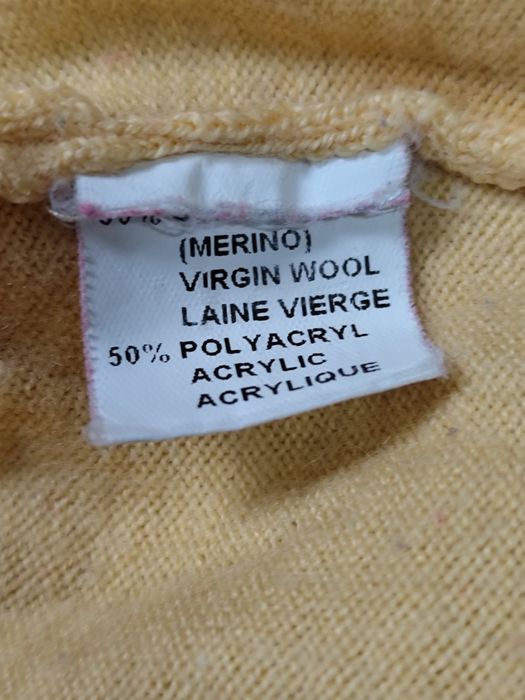 (MERINO)
VIRGIN WOOL
LAINE VIERGE
50% POLYACRYL
ACRYLIC
ACRYLIQUE